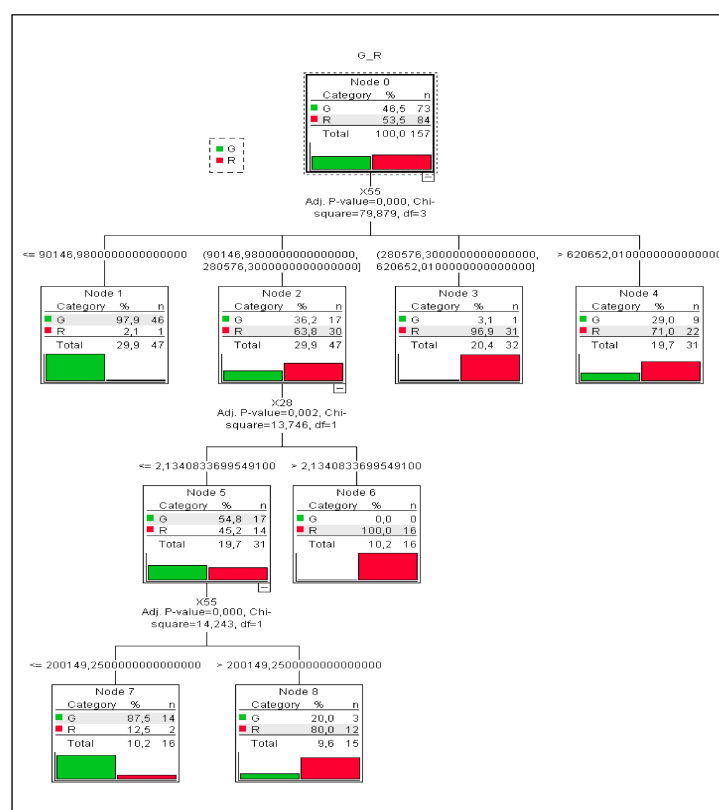 G_R
Node 0
Category % n
G 46,5 73
R 53,5 84
Total 100,0 157
G
R
X55
Adj. P-value=0,000, Chi-
square=79,879, df=3
<= 90146,9800000000000000
(90146,9800000000000000,
280576,3000000000000000]
(280576,3000000000000000,
620652,0100000000000000]
> 620652,0100000000000000
Node 1
Category % n
G 97,9 46
R 2,1 1
Total 29,9 47
Node 2
Category % n
G 36,2 17
R 63,8 30
Total 29,9 47
Node 3
Category % n
G 3,1 1
R 96,9 31
Total 20,4 32
Node 4
Category % n
G 29,0 9
R 71,0 22
Total 19,7 31
X28
Adj. P-value=0,002, Chi-
square=13,746, df=1
<= 2,1340833699549100
> 2,1340833699549100
Node 5
Category % n
G 54,8 17
R 45,2 14
Total 19,7 31
Node 6
Category % n
G 0,0 0
R 100,0 16
Total 10,2 16
X55
Adj. P-value=0,000, Chi-
square=14,243, df=1
<= 200149,2500000000000000
> 200149,2500000000000000
Node 7
Category % n
G 87,5 14
R 12,5 2
Total 10,2 16
Node 8
Category % n
G 20,0 3
R 80,0 12
Total 9,6 15